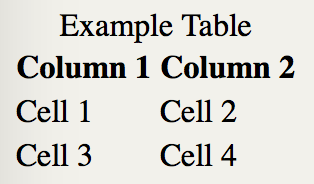 Example Table
Column 1 Column 2
Cell 1 Cell 2
Cell 3 Cell 4